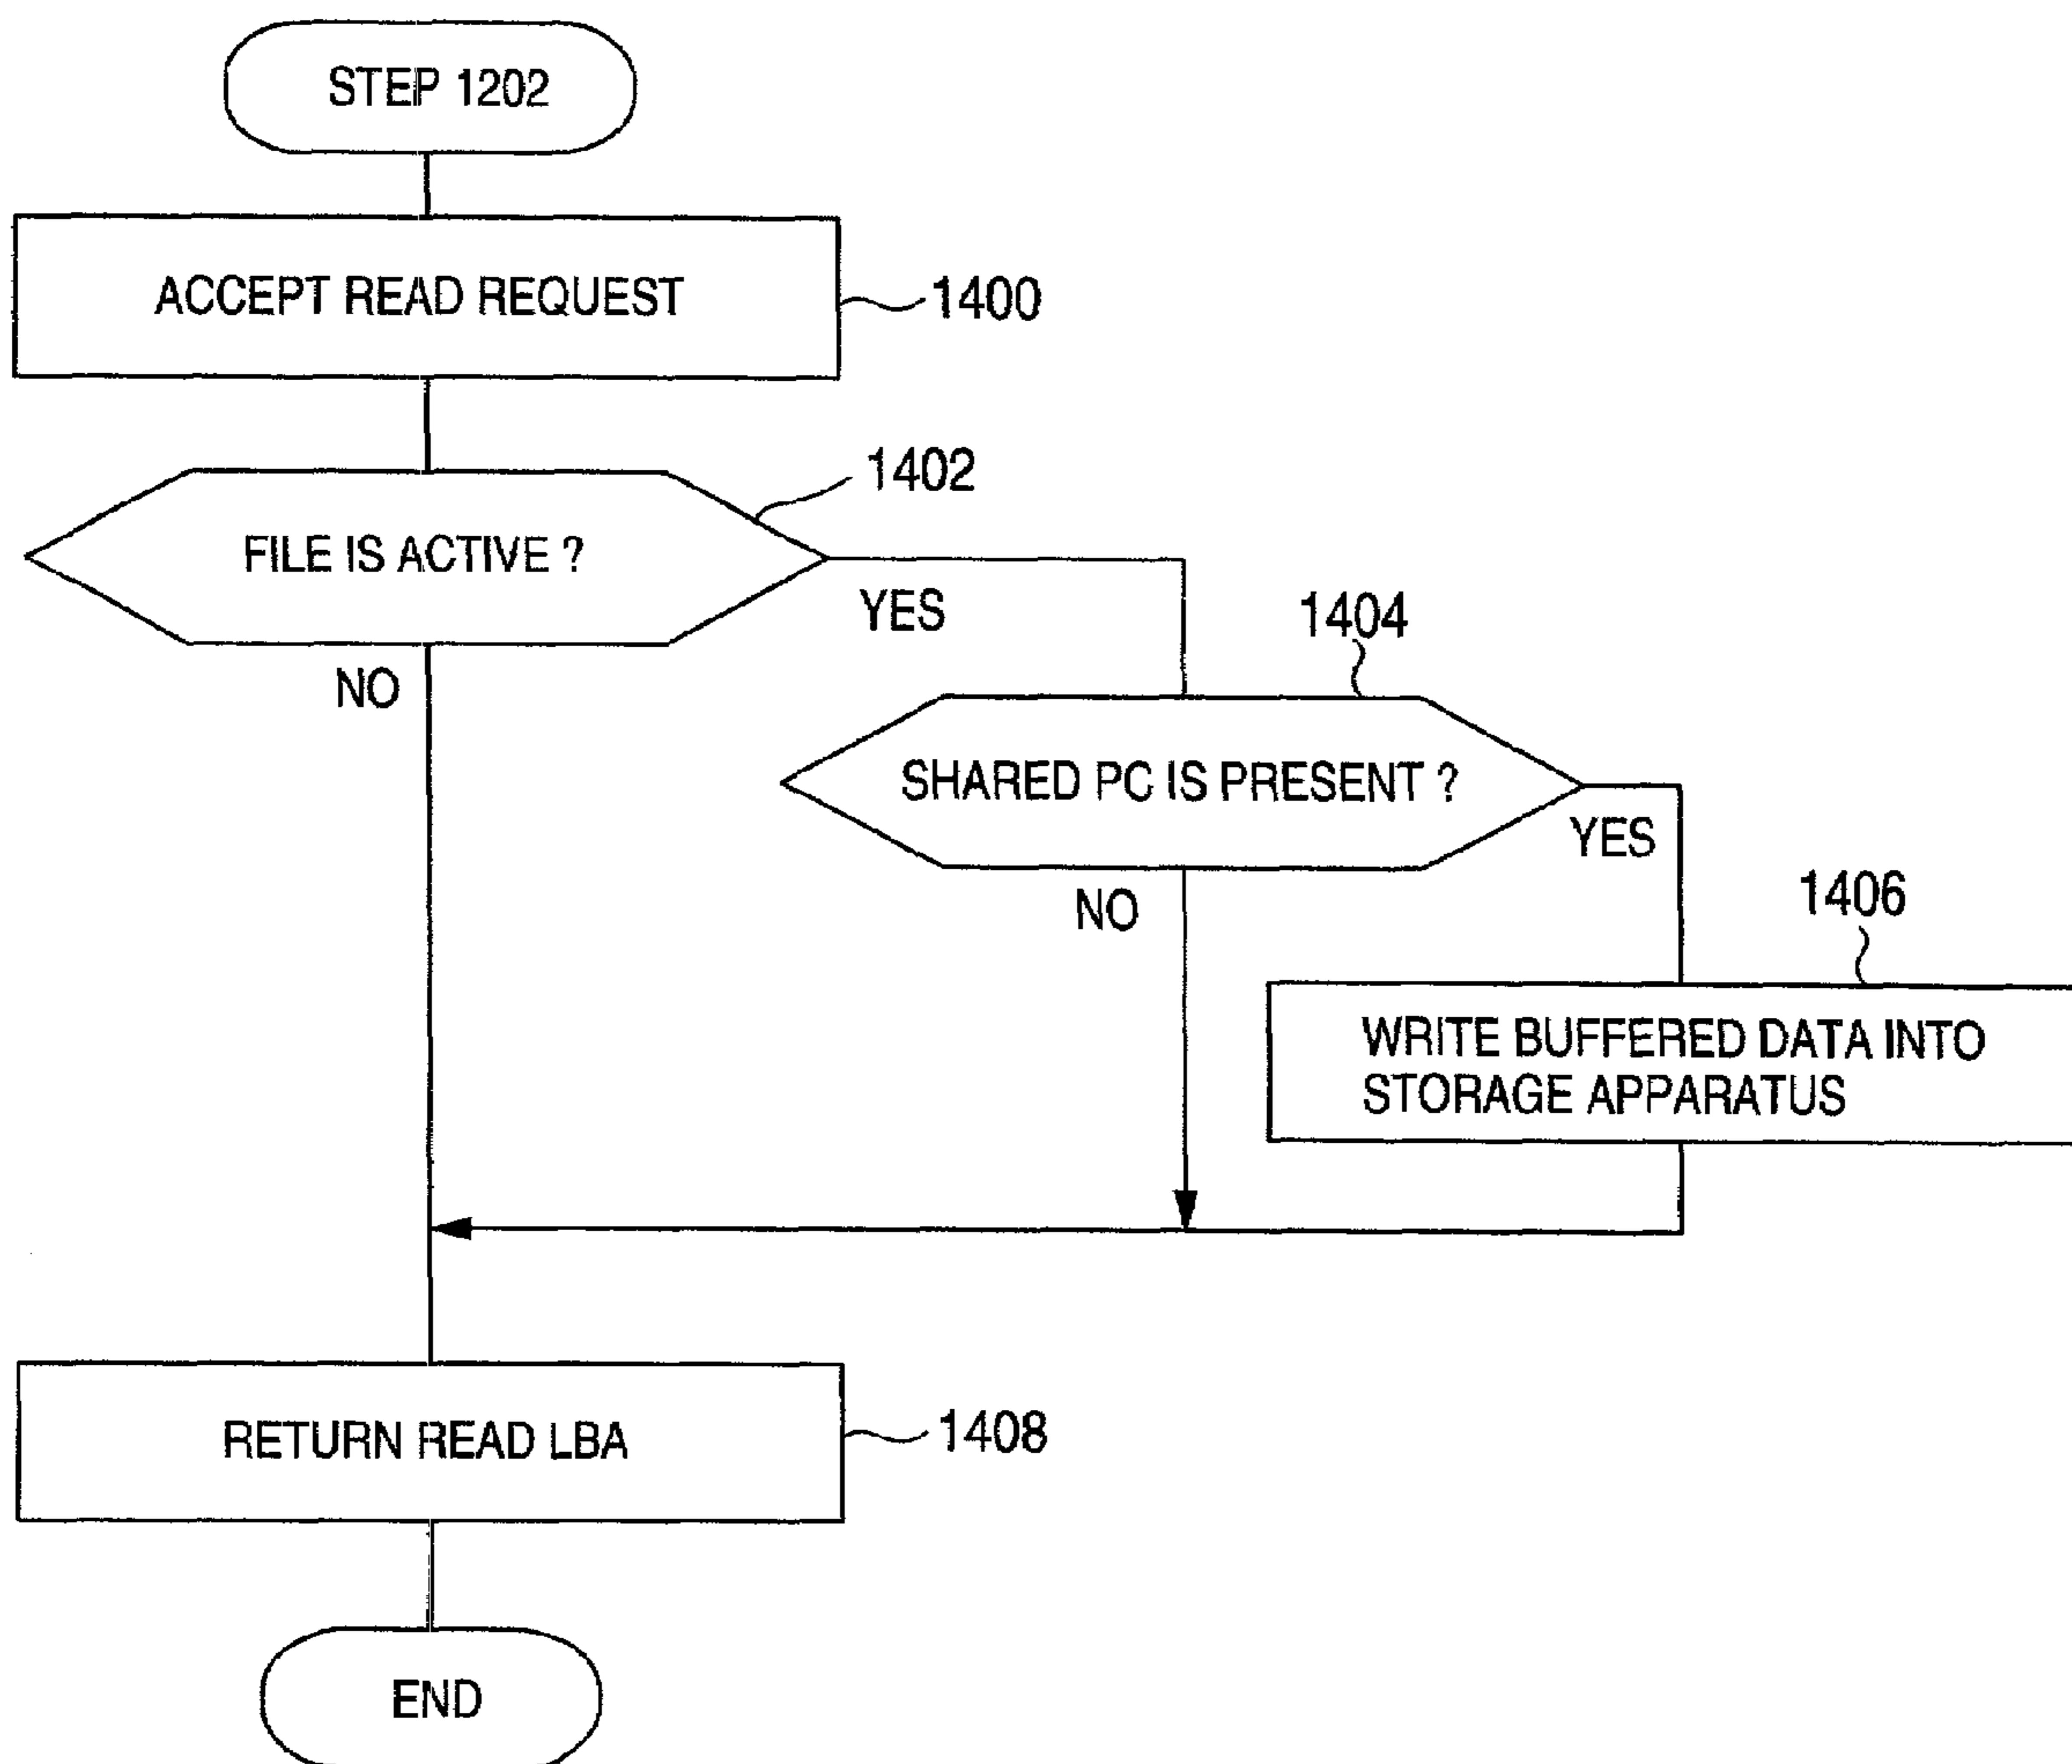 STEP 1202
ACCEPT READ REQUEST
1400
1402
FILE IS ACTIVE ?
YES
NO
1404
SHARED PC IS PRESENT ?
YES
NO
1406
WRITE BUFFERED DATA INTO
STORAGE APPARATUS
RETURN READ LBA
1408
END